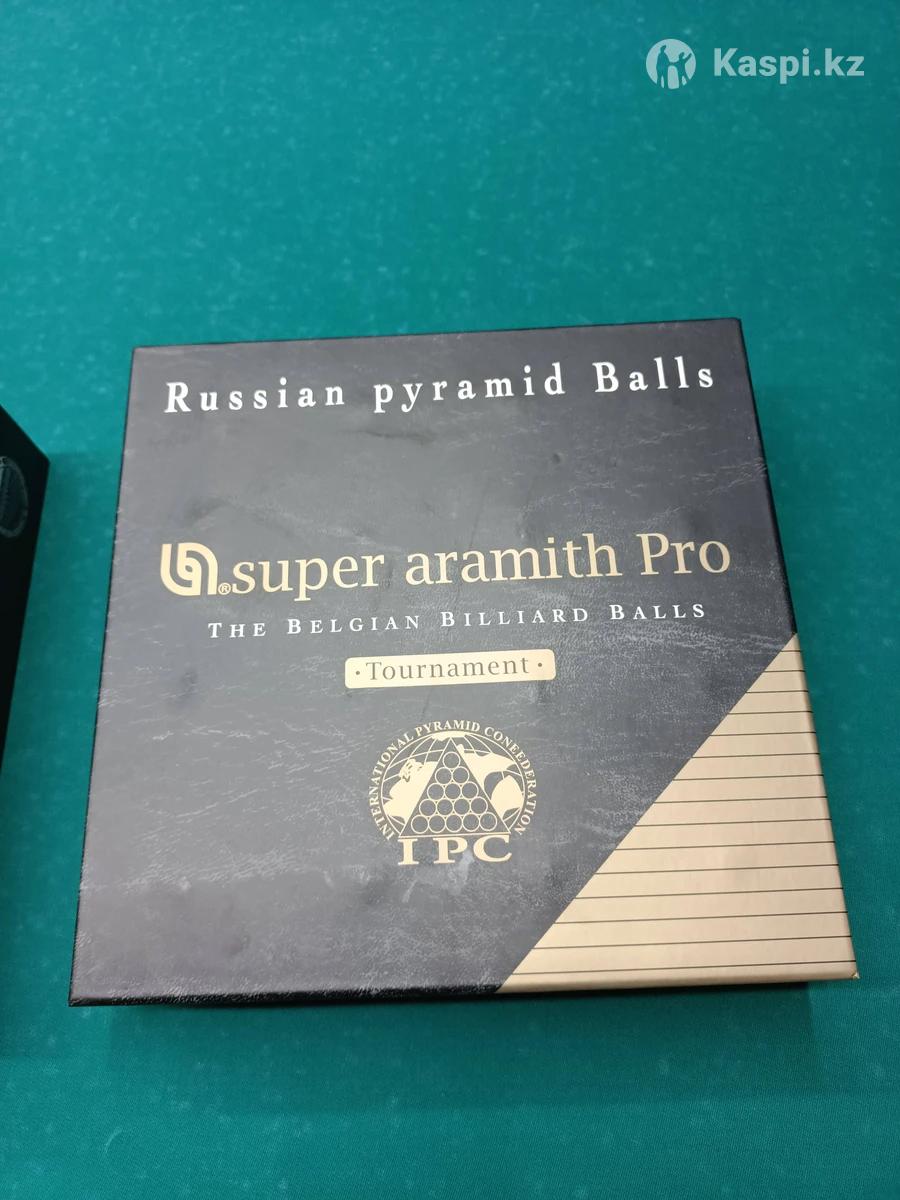 Kaspi.kz
Russian pyramid Balls
®super aramith Pro
THE BELGIAN BILLIARD BALLS
·Tournament·
INTERNATIONAL PYRAMID CONFEDERATION
IPC